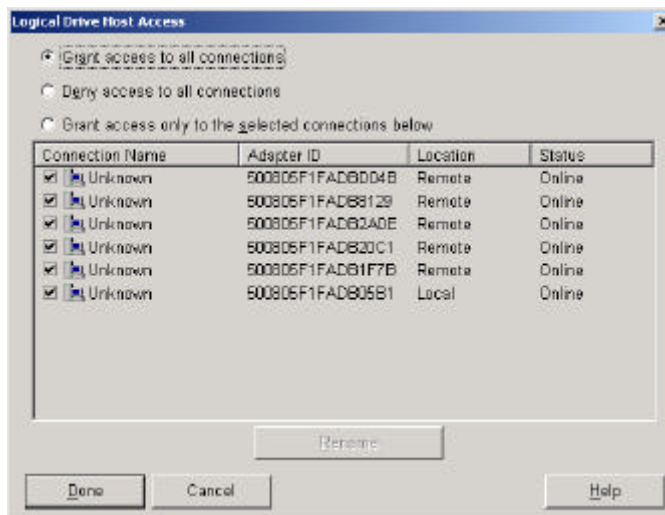 Logical Drive Host Access
Grant access to all connections
Deny access to all connections
Grant access only to the selected connections below
Connection Name Adapter ID Location Status
Unknown 500805F1FADBD04B Remote Online
Unknown 500805F1FADB8129 Remote Online
Unknown 500805F1FADB2A0E Remote Online
Unknown 500805F1FADB20C1 Remote Online
Unknown 500805F1FADB1F7B Remote Online
Unknown 500805F1FADB05B1 Local Online
Rename
Done Cancel Help